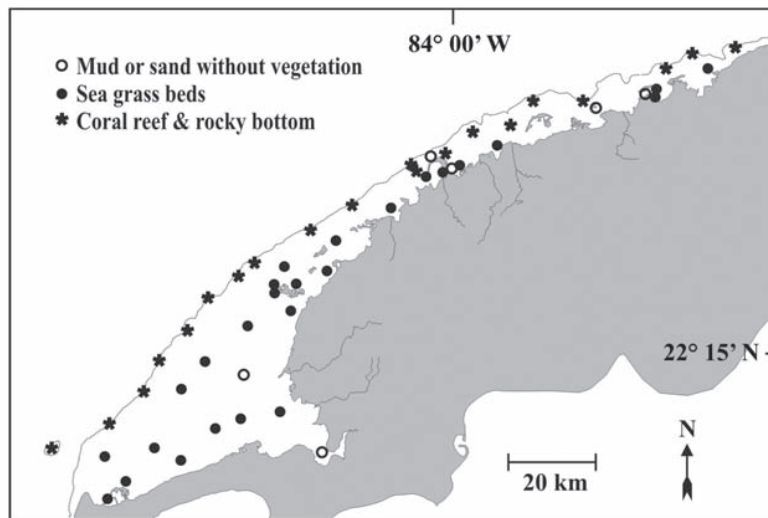 84° 00' W
Mud or sand without vegetation
Sea grass beds
Coral reef & rocky bottom
22° 15' N
N
20 km